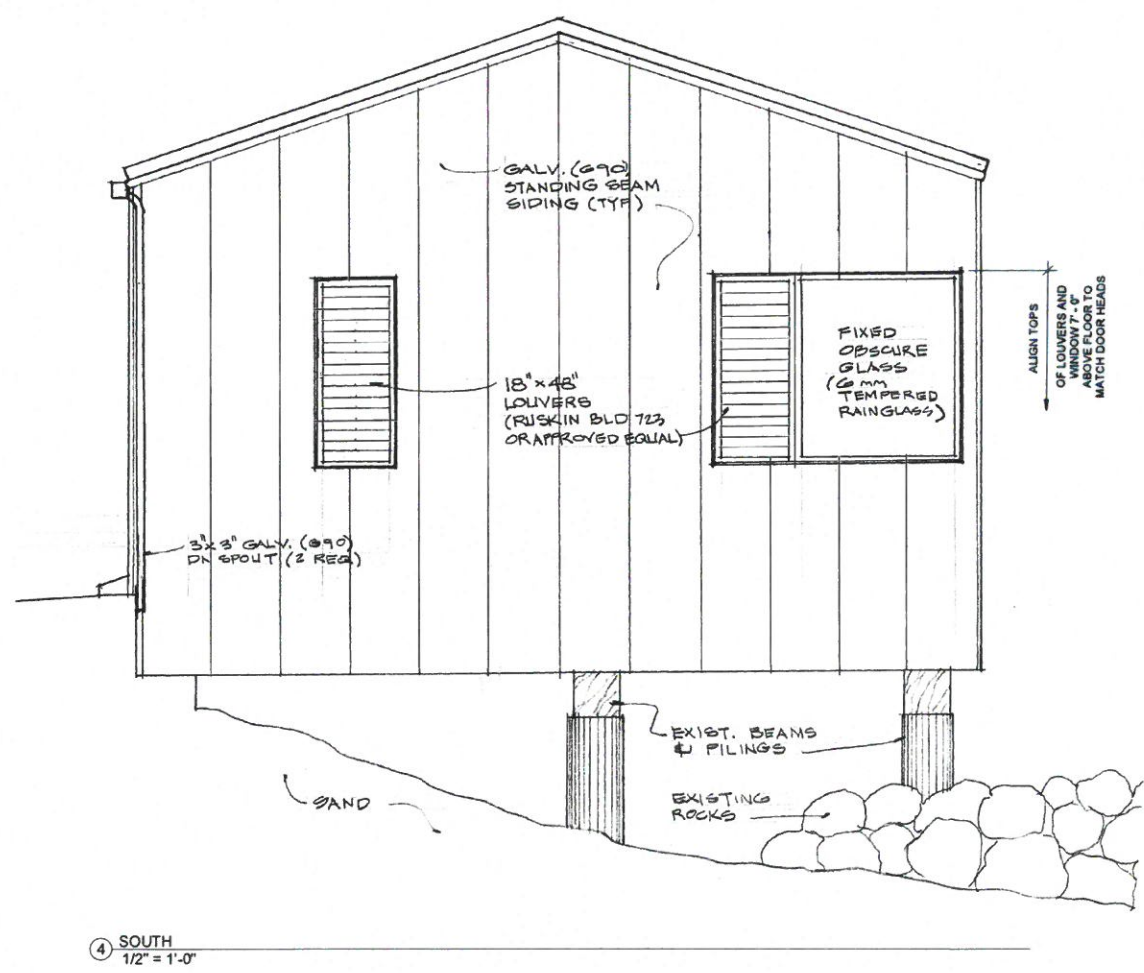 GALV. (G90)
STANDING SEAM
SIDING (TYP)
ALIGN TOPS
OF LOUVERS AND
WINDOW 7' - 0"
ABOVE FLOOR TO
MATCH DOOR HEADS
FIXED
OBSCURE
GLASS
(6 mm
TEMPERED
RAINGLASS)
18" x 48"
LOUVERS
(RUSKIN BLD 723
OR APPROVED EQUAL)
3" x 3" GALV. (G90)
DN SPOUT (2 REQ.)
EXIST. BEAMS
& PILINGS
SAND
EXISTING
ROCKS
4 SOUTH
1/2" = 1'-0"